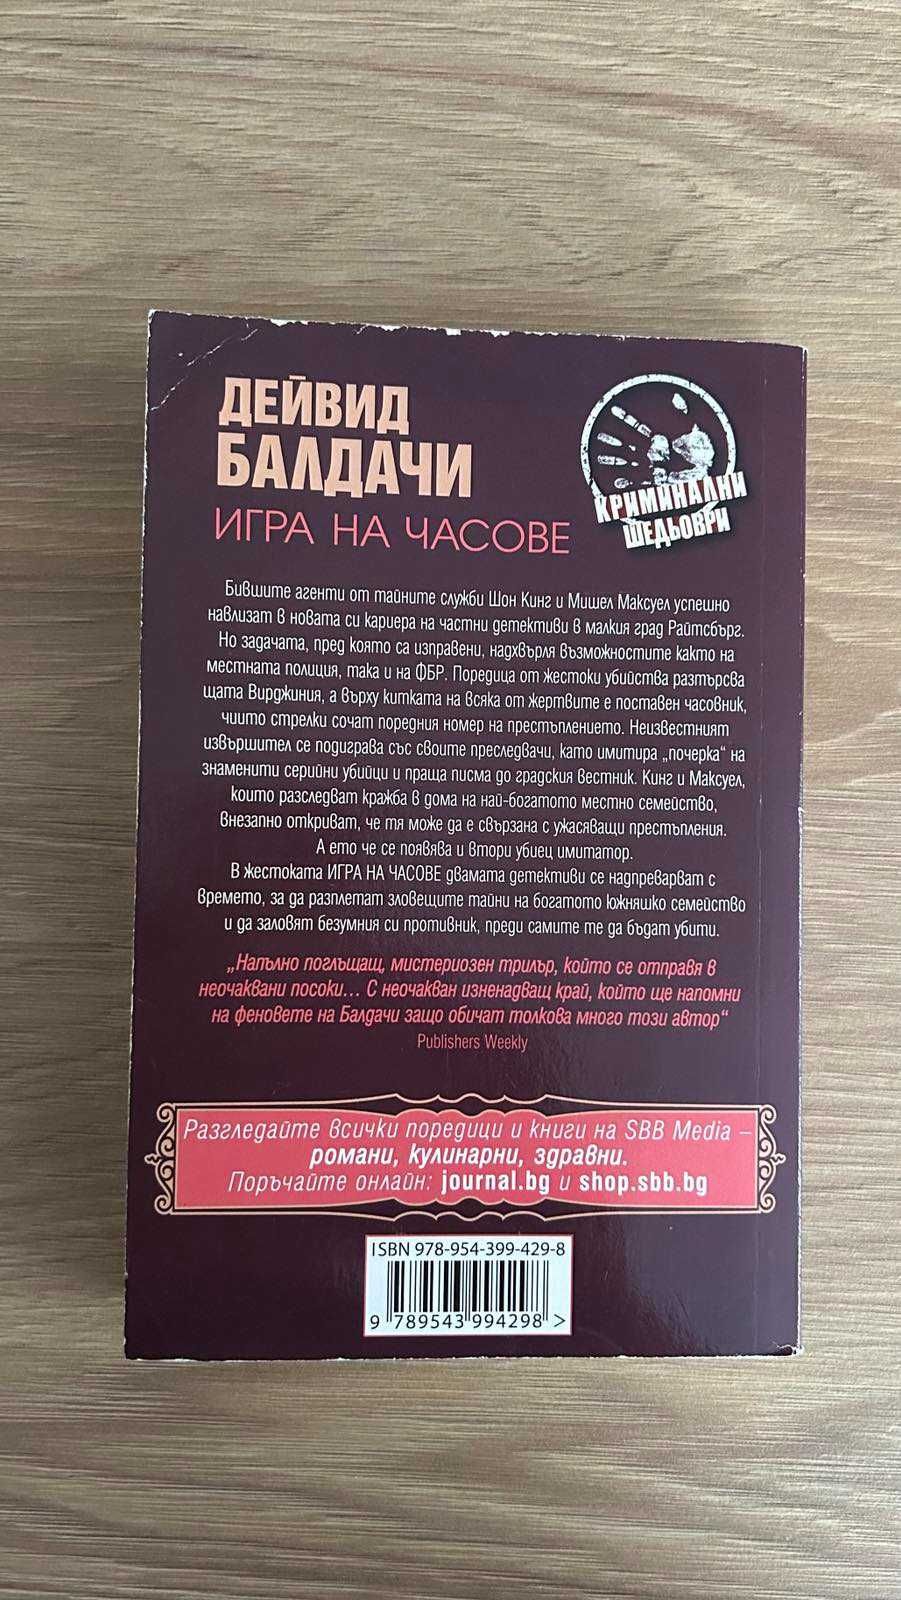 ДЕЙВИД
БАЛДАЧИ
ИГРА НА ЧАСОВЕ
КРИМИНАЛНИ
ШЕДЬОВРИ
Бившите агенти от тайните служби Шон Кинг и Мишел Максуел успешно
навлизат в новата си кариера на частни детективи в малкия град Райтсбърг.
Но задачата, пред която са изправени, надхвърля възможностите както на
местната полиция, така и на ФБР. Поредица от жестоки убийства разтърсва
щата Вирджиния, а върху китката на всяка от жертвите е поставен часовник,
чиито стрелки сочат поредния номер на престъплението. Неизвестният
извършител се подиграва със своите преследвачи, като имитира „почерка“ на
знаменити серийни убийци и праща писма до градския вестник. Кинг и Максуел,
които разследват кражба в дома на най-богатото местно семейство,
внезапно откриват, че тя може да е свързана с ужасяващи престъпления.
А ето че се появява и втори убиец имитатор.
В жестоката ИГРА НА ЧАСОВЕ двамата детективи се надпреварват с
времето, за да разплетат зловещите тайни на богатото южняшко семейство
и да заловят безумния си противник, преди самите те да бъдат убити.
„Напълно поглъщащ, мистериозен трилър, който се отправя в
неочаквани посоки... С неочакван изненадващ край, който ще напомни
на феновете на Балдачи защо обичат толкова много този автор“
Publishers Weekly
Разгледайте всички поредици и книги на SBB Media –
романи, кулинарни, здравни.
Поръчайте онлайн: journal.bg и shop.sbb.bg
ISBN 978-954-399-429-8
9 789543 994298 >